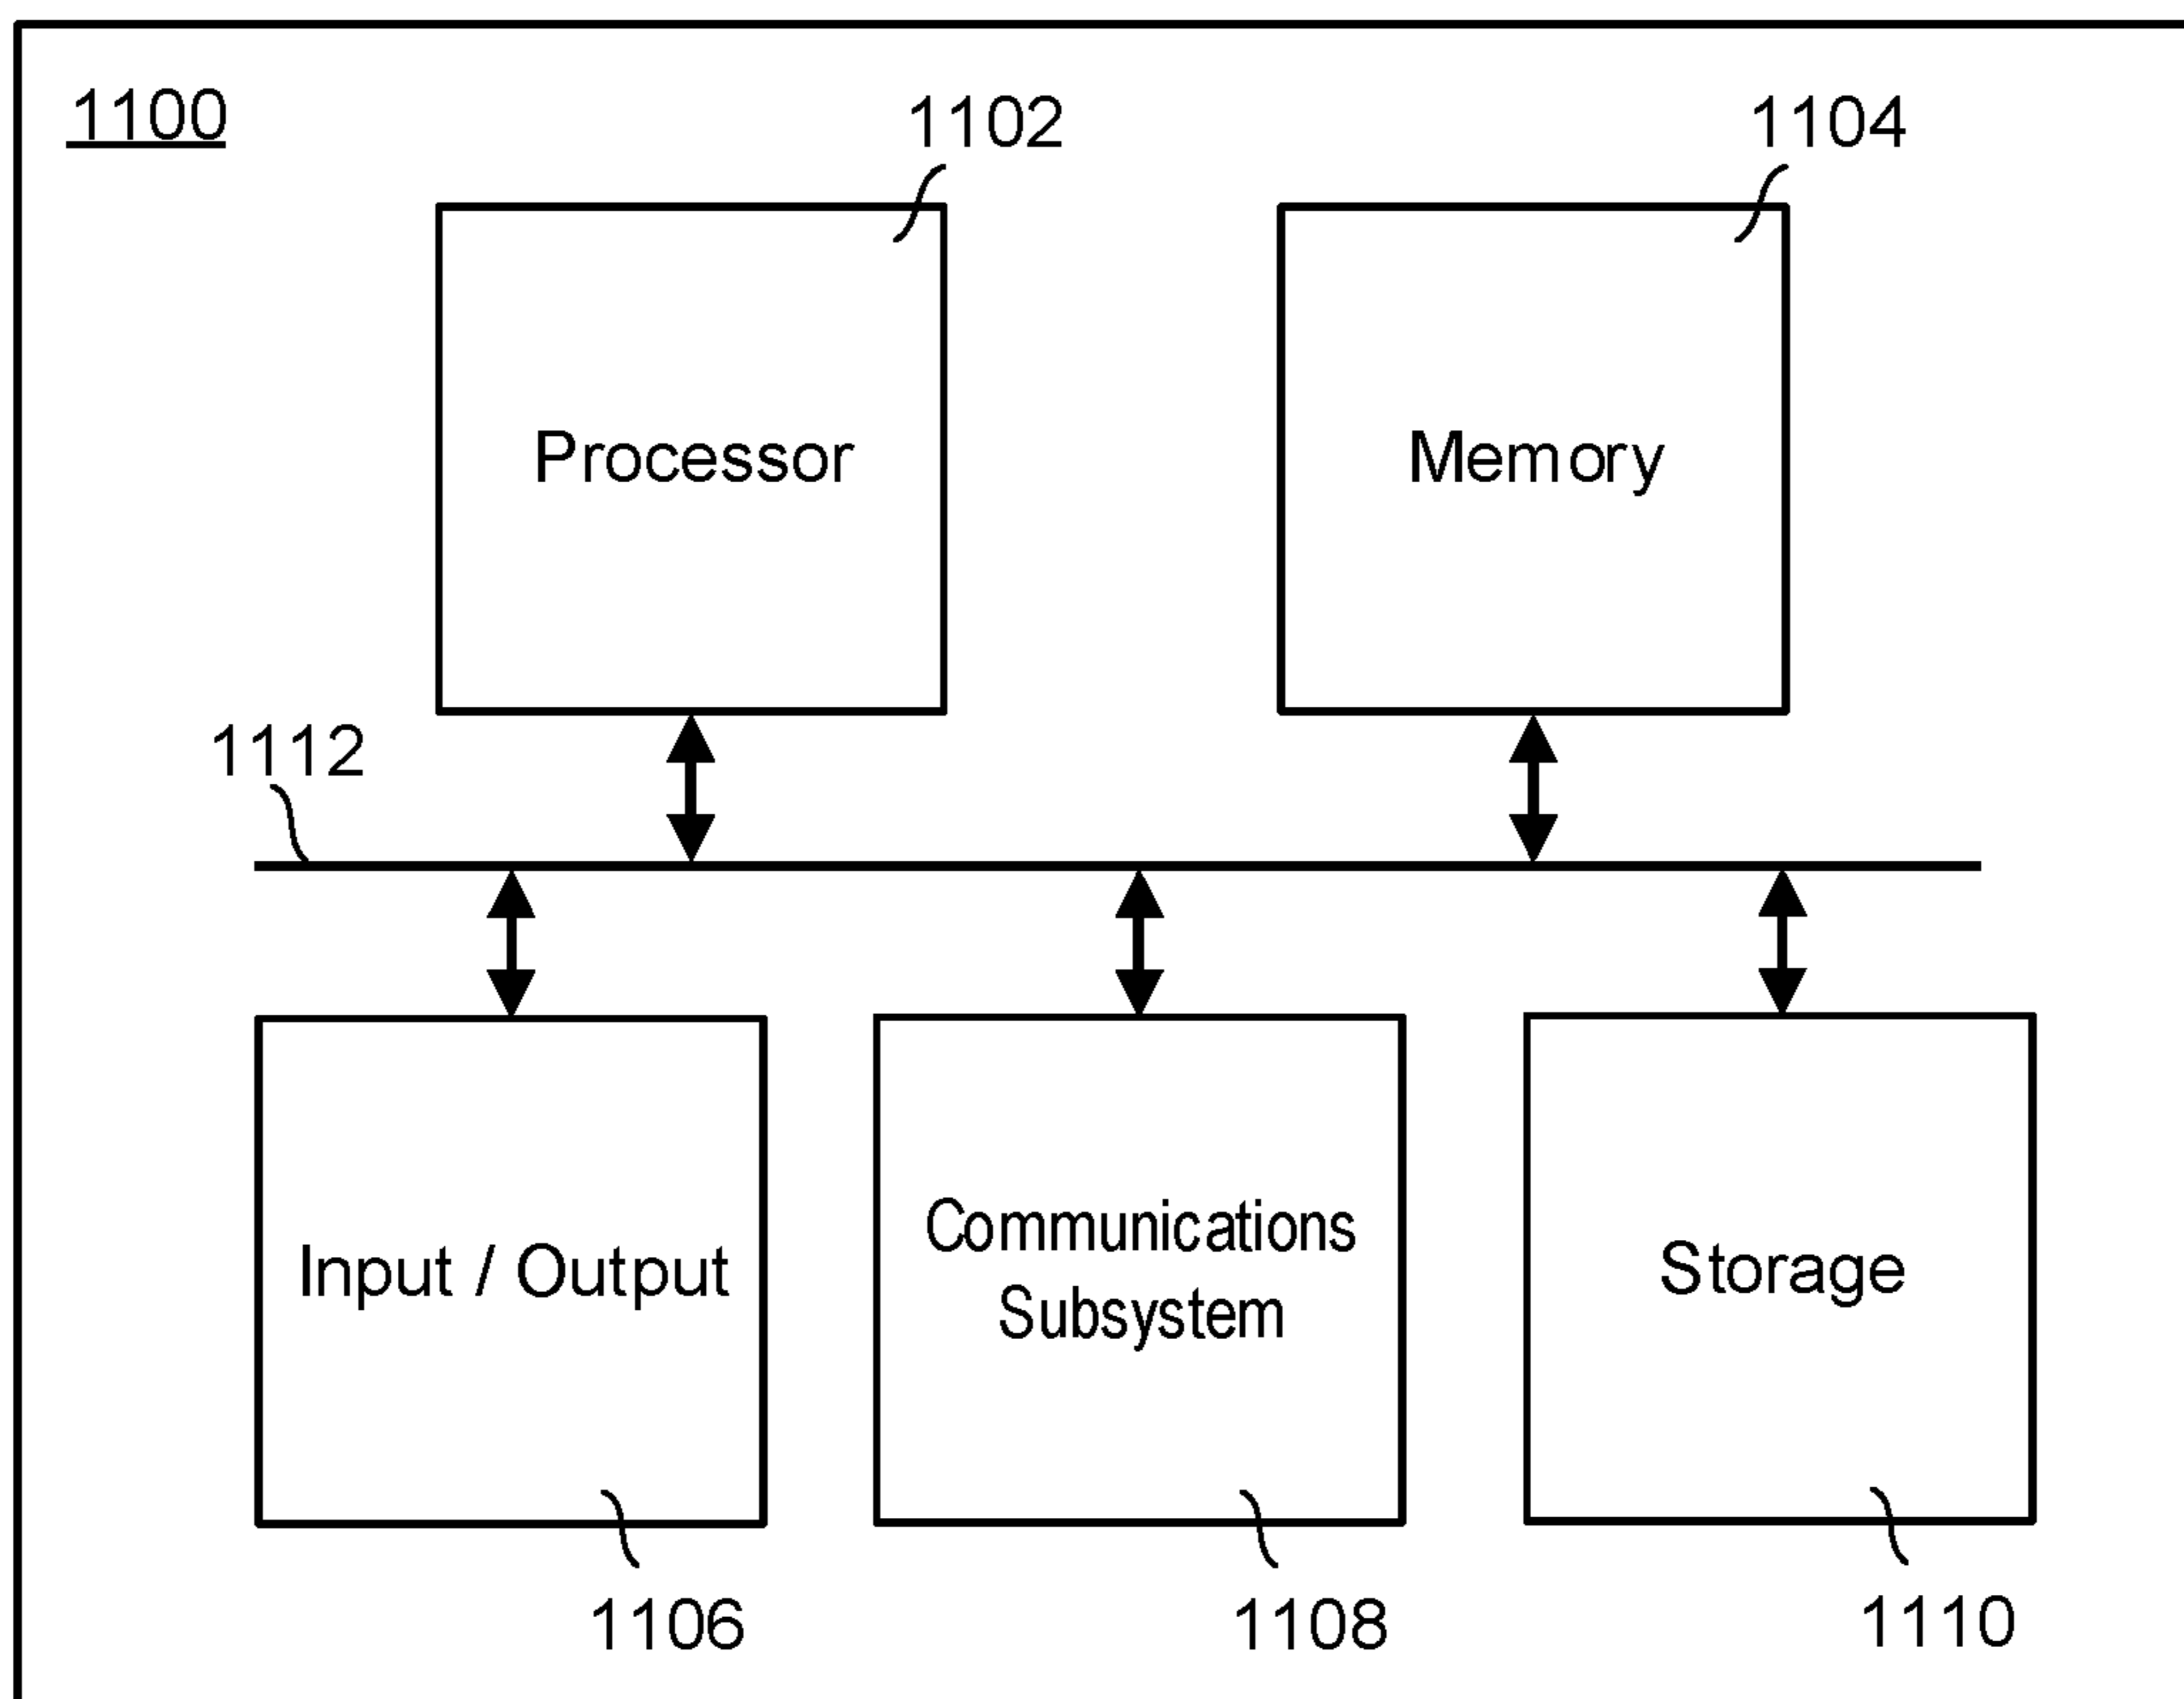 1100
1102
1104
Processor
Memory
1112
Input / Output
Communications
Subsystem
Storage
1106
1108
1110